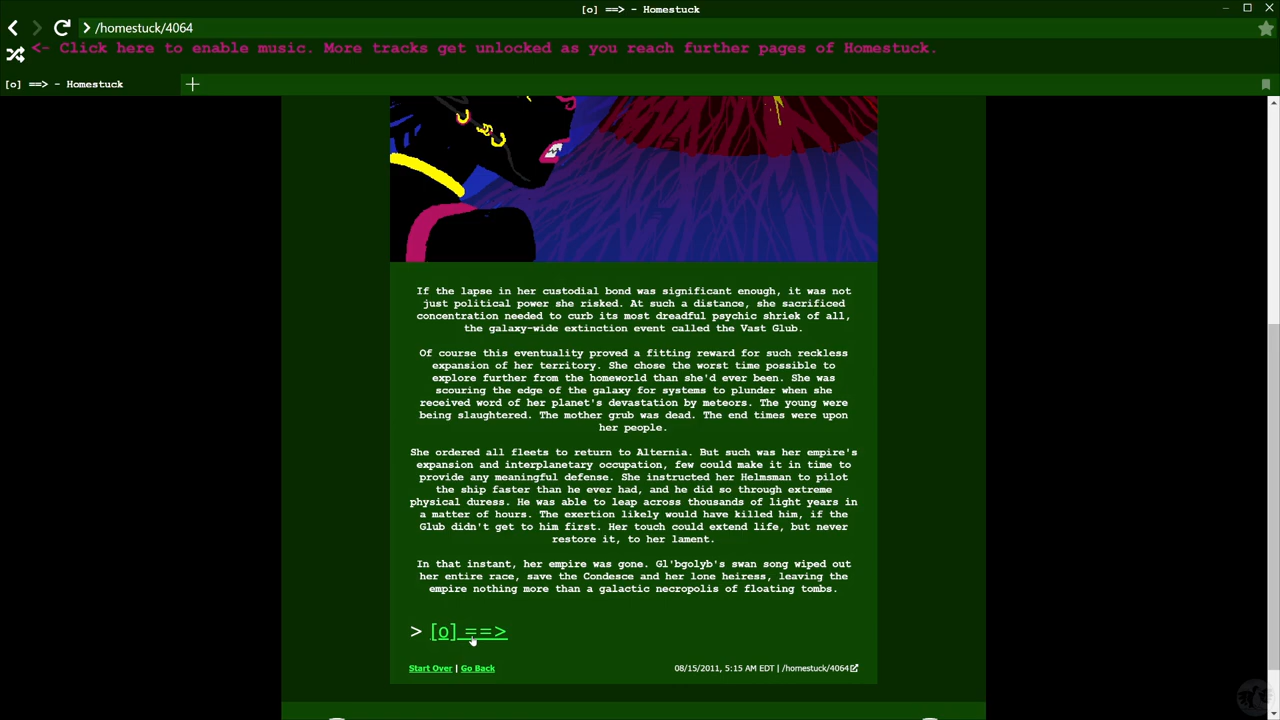 [o] ==> - Homestuck
/homestuck/4064
<- Click here to enable music. More tracks get unlocked as you reach further pages of Homestuck.
[o] ==> - Homestuck
If the lapse in her custodial bond was significant enough, it was not
just political power she risked. At such a distance, she sacrificed
concentration needed to curb its most dreadful psychic shriek of all,
the galaxy-wide extinction event called the Vast Glub.
Of course this eventuality proved a fitting reward for such reckless
expansion of her territory. She chose the worst time possible to
explore further from the homeworld than she'd ever been. She was
scouring the edge of the galaxy for systems to plunder when she
received word of her planet's devastation by meteors. The young were
being slaughtered. The mother grub was dead. The end times were upon
her people.
She ordered all fleets to return to Alternia. But such was her empire's
expansion and interplanetary occupation, few could make it in time to
provide any meaningful defense. She instructed her Helmsman to pilot
the ship faster than he ever had, and he did so through extreme
physical duress. He was able to leap across thousands of light years in
a matter of hours. The exertion likely would have killed him, if the
Glub didn't get to him first. Her touch could extend life, but never
restore it, to her lament.
In that instant, her empire was gone. Gl'bgolyb's swan song wiped out
her entire race, save the Condesce and her lone heiress, leaving the
empire nothing more than a galactic necropolis of floating tombs.
> [o] ==>
Start Over | Go Back
08/15/2011, 5:15 AM EDT | /homestuck/4064